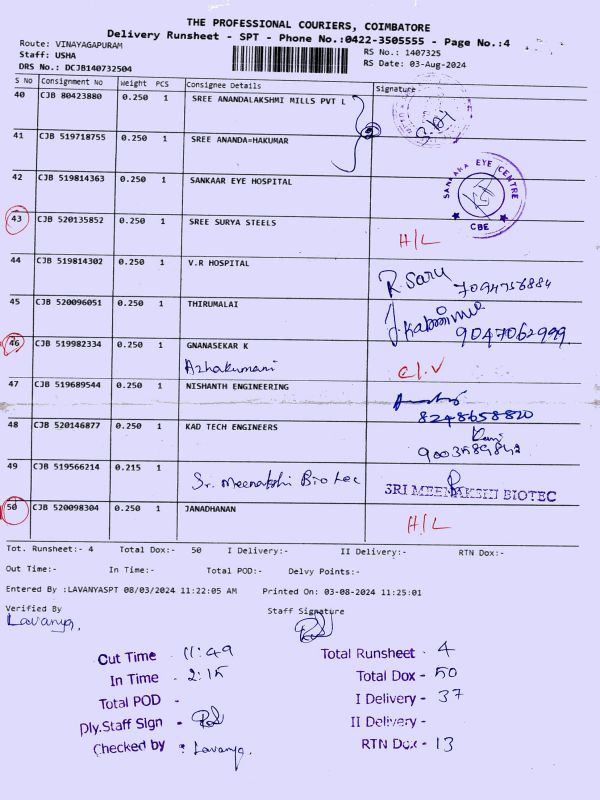 THE PROFESSIONAL COURIERS, COIMBATORE
Delivery Runsheet - SPT - Phone No.:0422-3505555 - Page No.:4
Route: VINAYAGAPURAM
RS No.: 1407325
Staff: USHA
RS Date: 03-Aug-2024
DRS No.: DCJB140732504
S NO Consignment No Weight PCS Consignee Details Signature
40 CJB 80423880 0.250 1 SREE ANANDALAKSHMI MILLS PVT L
41 CJB 519718755 0.250 1 SREE ANANDA=HAKUMAR
42 CJB 519814363 0.250 1 SANKAAR EYE HOSPITAL
SANKARA EYE CENTRE
CBE
43 CJB 520135852 0.250 1 SREE SURYA STEELS
H/L
44 CJB 519814302 0.250 1 V.R HOSPITAL
R. Saru 7094756884
45 CJB 520096051 0.250 1 THIRUMALAI
9047062999
46 CJB 519982334 0.250 1 GNANASEKAR K
Azhakumani
47 CJB 519689544 0.250 1 NISHANTH ENGINEERING
8248658820
48 CJB 520146877 0.250 1 KAD TECH ENGINEERS
9003589842
49 CJB 519566214 0.215 1
Sr. Meenakshi Biotec
SRI MEENAKSHI BIOTEC
50 CJB 520098304 0.250 1 JANADHANAN
H/L
Tot. Runsheet:- 4 Total Dox:- 50 I Delivery:- II Delivery:- RTN Dox:-
Out Time:- In Time:- Total POD:- Delvy Points:-
Entered By :LAVANYASPT 08/03/2024 11:22:05 AM Printed On: 03-08-2024 11:25:01
Verified By Staff Signature
Lavanya.
Cut Time - 11:49
In Time - 2:15
Total POD -
Dly.Staff Sign -
Checked by : Lavanya.
Total Runsheet - 4
Total Dox - 50
I Delivery - 37
II Delivery -
RTN Dox - 13